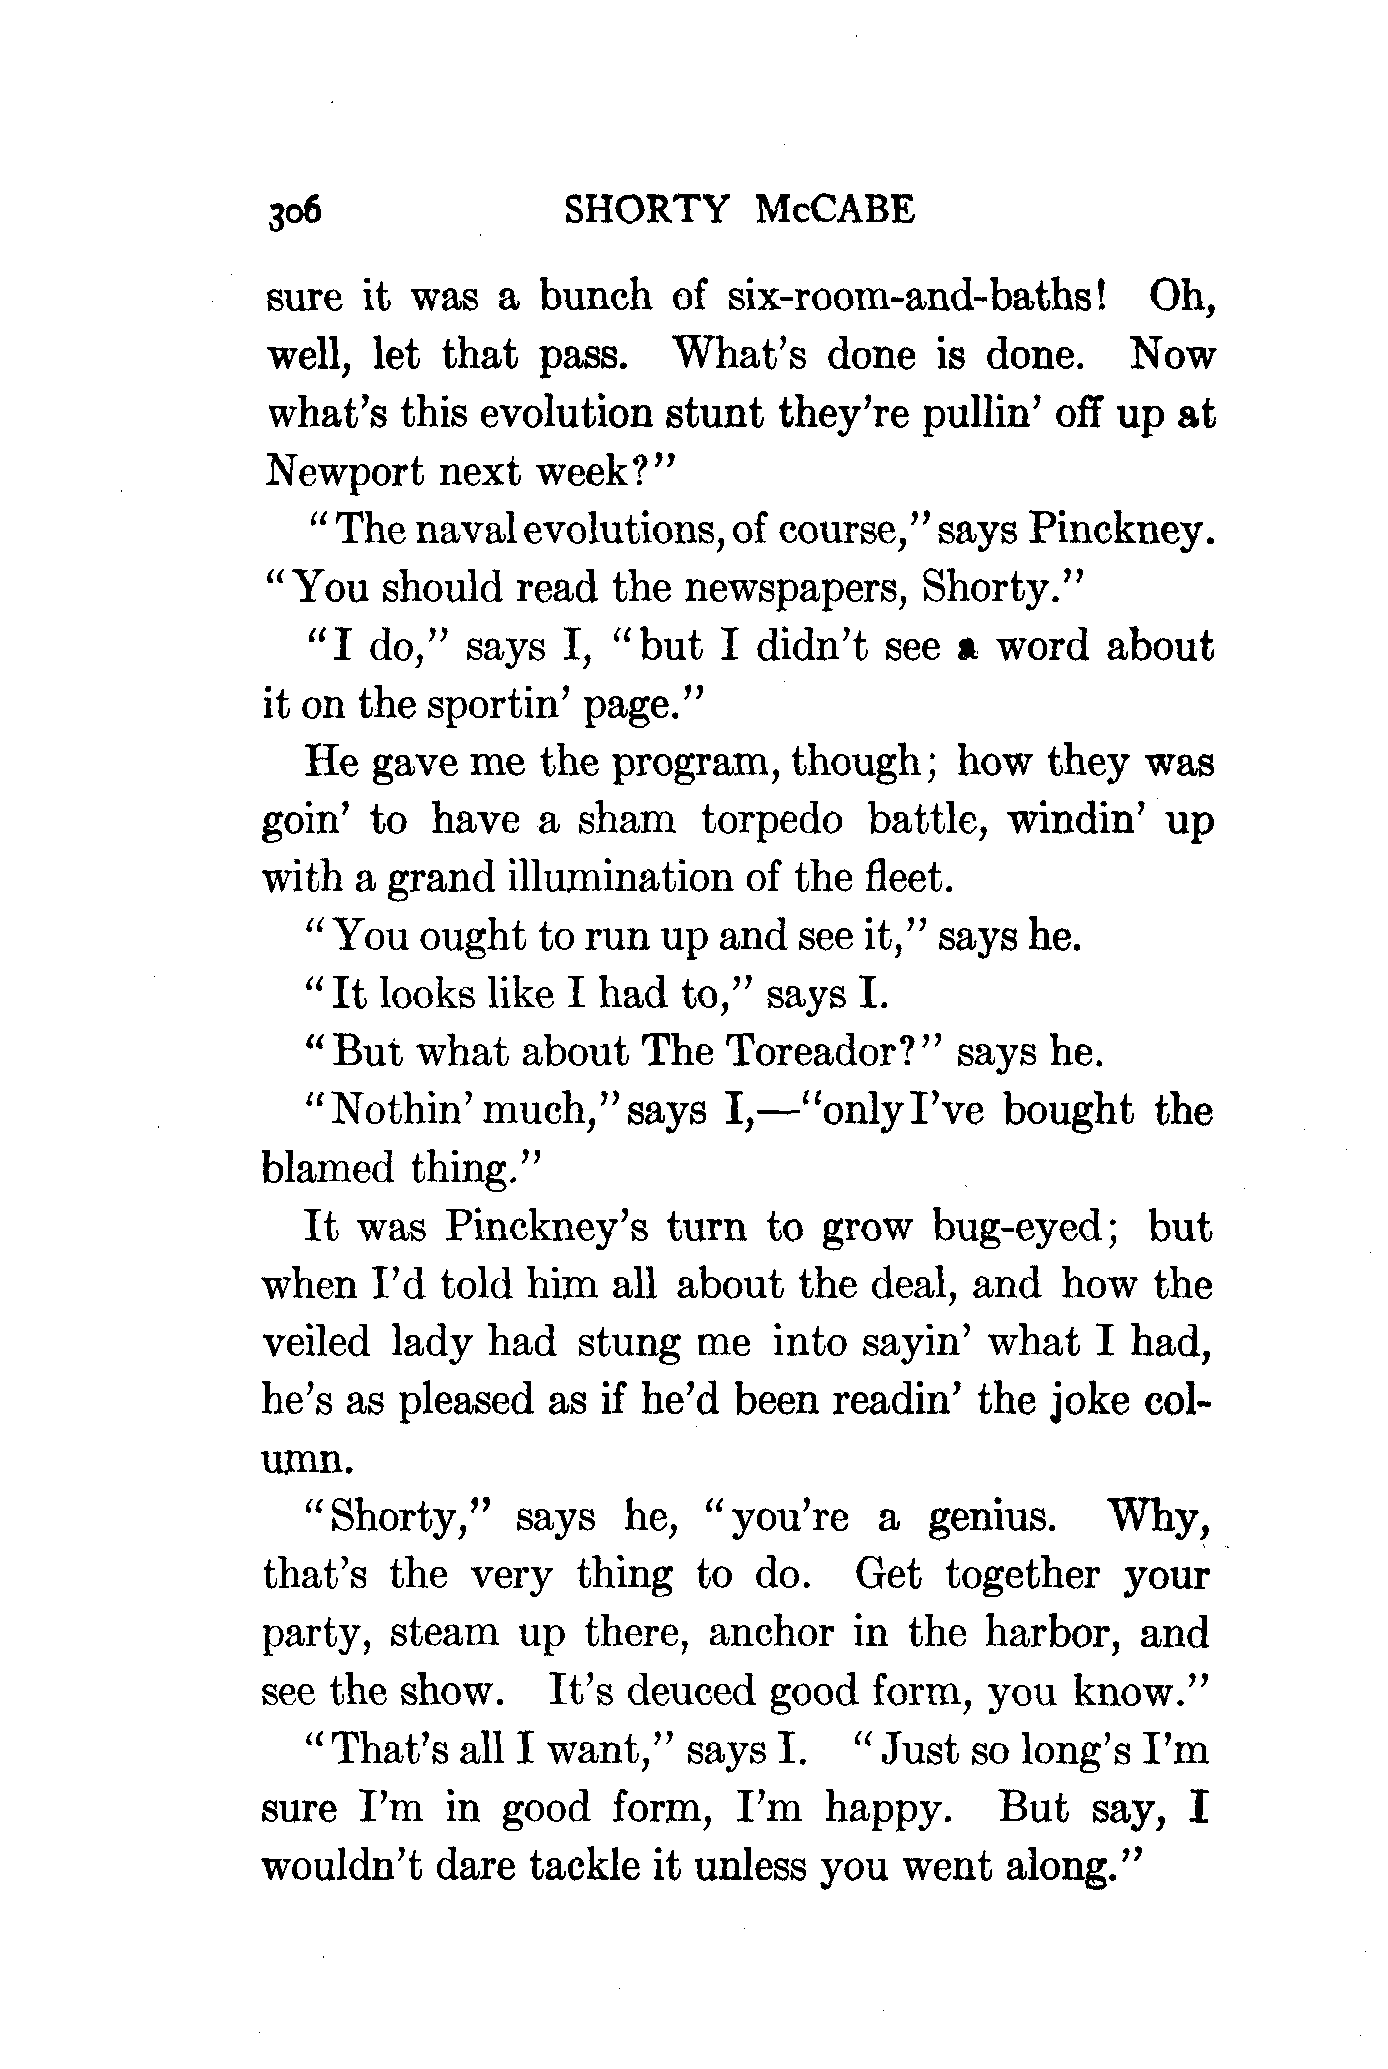 306 SHORTY McCABE
sure it was a bunch of six-room-and-baths! Oh,
well, let that pass. What's done is done. Now
what's this evolution stunt they're pullin' off up at
Newport next week?"
"The naval evolutions, of course," says Pinckney.
"You should read the newspapers, Shorty."
"I do," says I, "but I didn't see a word about
it on the sportin' page."
He gave me the program, though; how they was
goin' to have a sham torpedo battle, windin' up
with a grand illumination of the fleet.
"You ought to run up and see it," says he.
"It looks like I had to," says I.
"But what about The Toreador?" says he.
"Nothin' much," says I,—"only I've bought the
blamed thing."
It was Pinckney's turn to grow bug-eyed; but
when I'd told him all about the deal, and how the
veiled lady had stung me into sayin' what I had,
he's as pleased as if he'd been readin' the joke col-
umn.
"Shorty," says he, "you're a genius. Why,
that's the very thing to do. Get together your
party, steam up there, anchor in the harbor, and
see the show. It's deuced good form, you know."
"That's all I want," says I. "Just so long's I'm
sure I'm in good form, I'm happy. But say, I
wouldn't dare tackle it unless you went along."